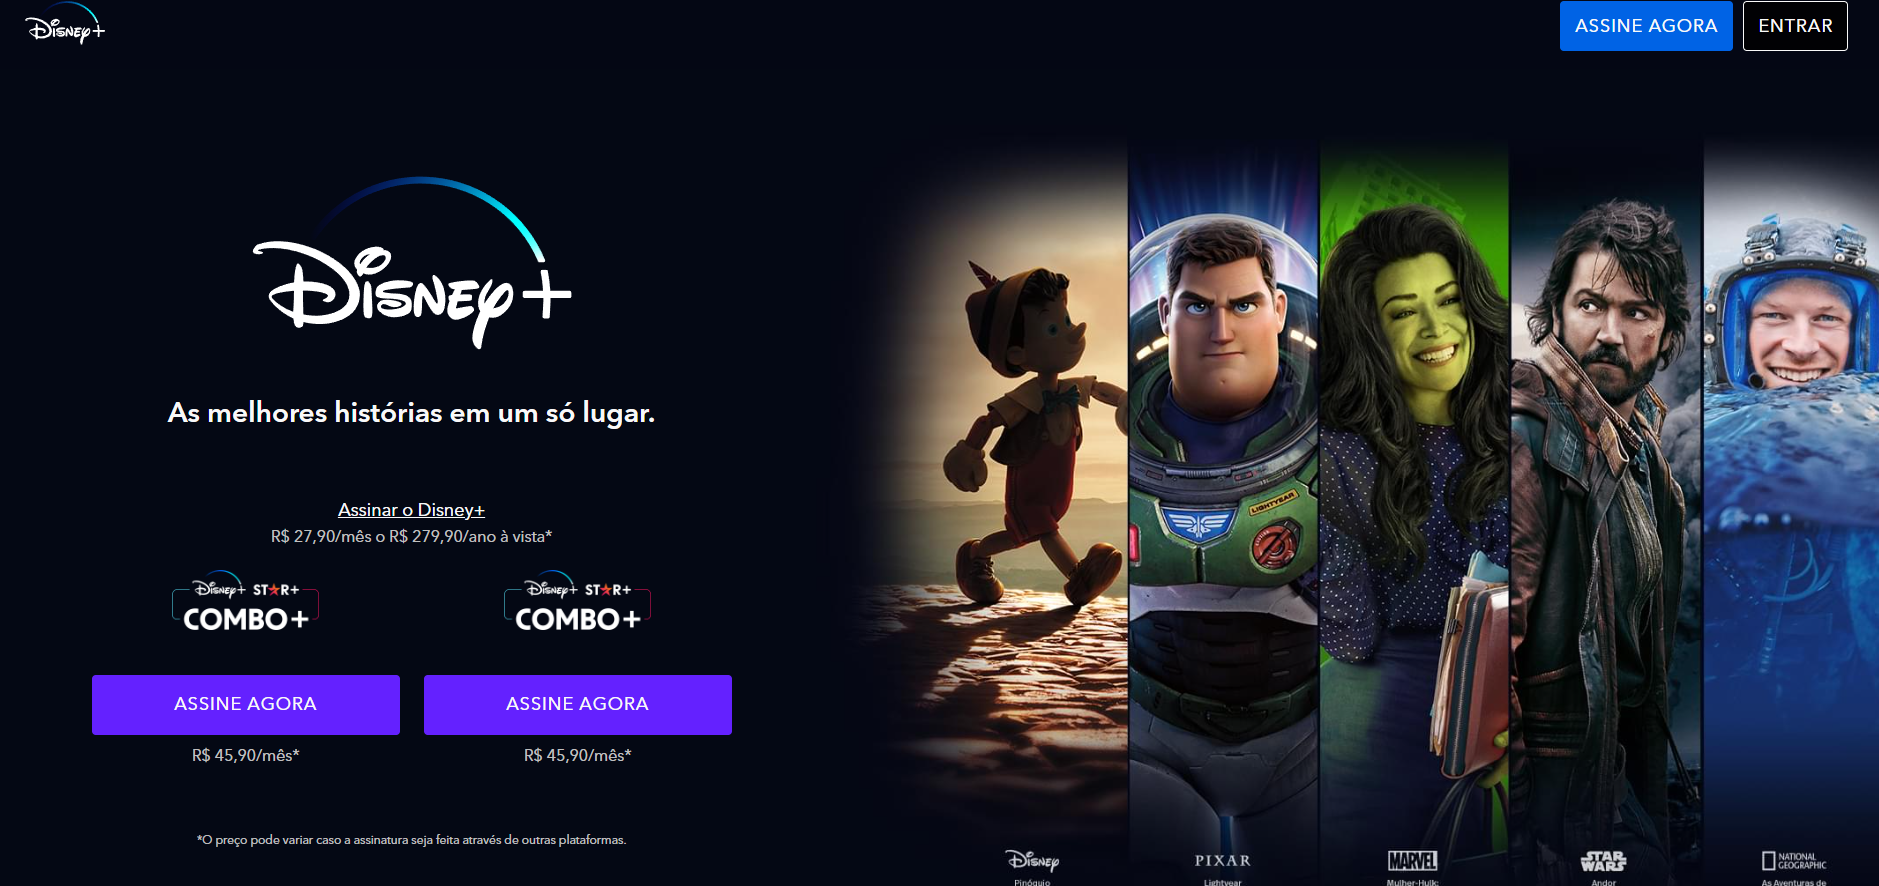 Disney+
ASSINE AGORA
ENTRAR
Disney+
As melhores histórias em um só lugar.
Assinar o Disney+
R$ 27,90/mês o R$ 279,90/ano à vista*
Disney+ STAR+
COMBO+
Disney+ STAR+
COMBO+
ASSINE AGORA
ASSINE AGORA
R$ 45,90/mês*
R$ 45,90/mês*
*O preço pode variar caso a assinatura seja feita através de outras plataformas.
LIGHTYEAR
Disney
Pinóquio
PIXAR
Lightyear
MARVEL
Mulher-Hulk:
STAR WARS
Andor
NATIONAL GEOGRAPHIC
As Aventuras de